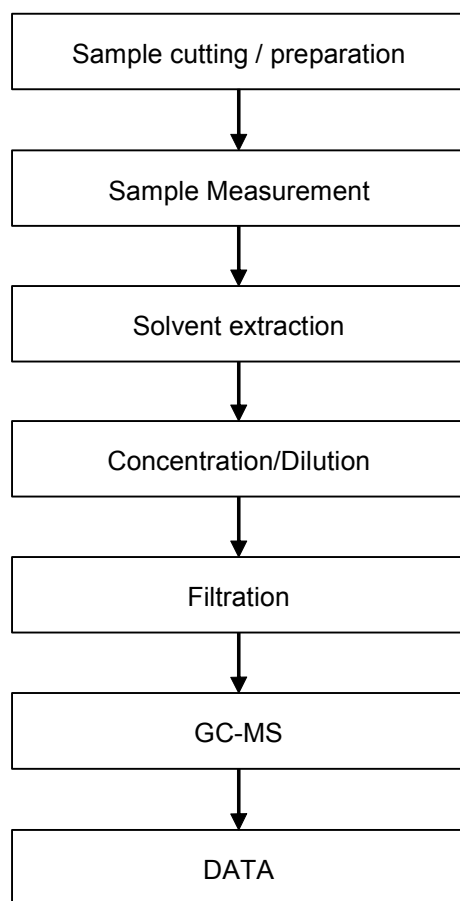 Sample cutting / preparation
Sample Measurement
Solvent extraction
Concentration/Dilution
Filtration
GC-MS
DATA